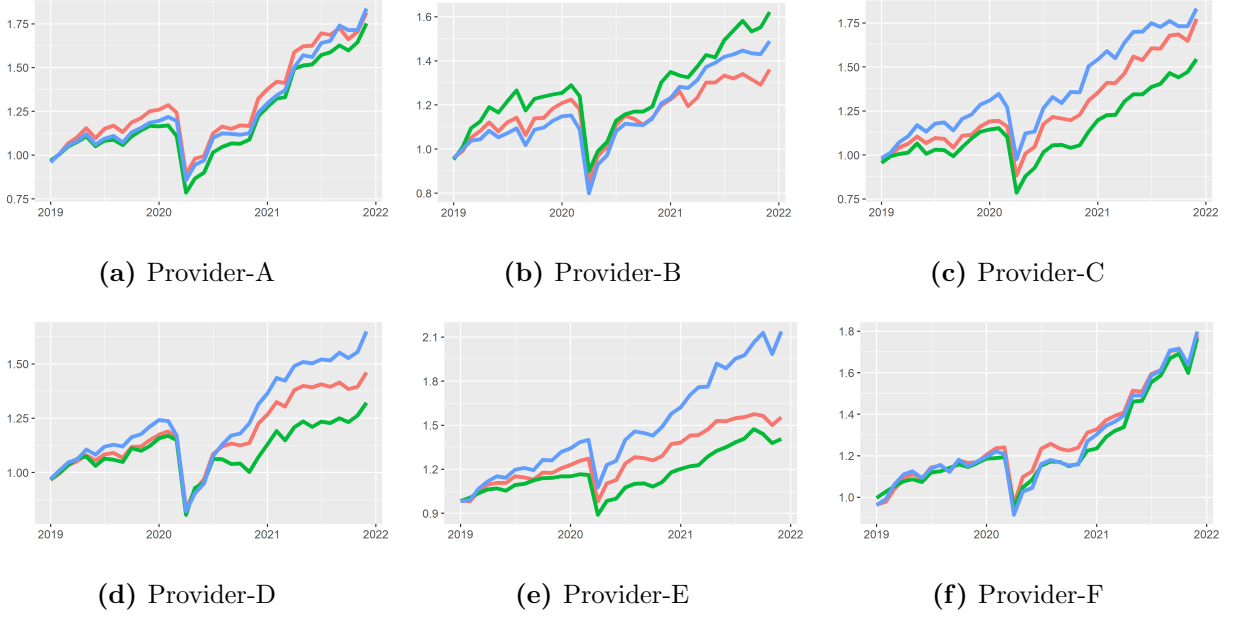 1.75
1.50
1.25
1.00
0.75
2019 2020 2021 2022
(a) Provider-A
1.6
1.4
1.2
1.0
0.8
2019 2020 2021 2022
(b) Provider-B
1.75
1.50
1.25
1.00
0.75
2019 2020 2021 2022
(c) Provider-C
1.50
1.25
1.00
2019 2020 2021 2022
(d) Provider-D
2.1
1.8
1.5
1.2
0.9
2019 2020 2021 2022
(e) Provider-E
1.8
1.6
1.4
1.2
1.0
2019 2020 2021 2022
(f) Provider-F